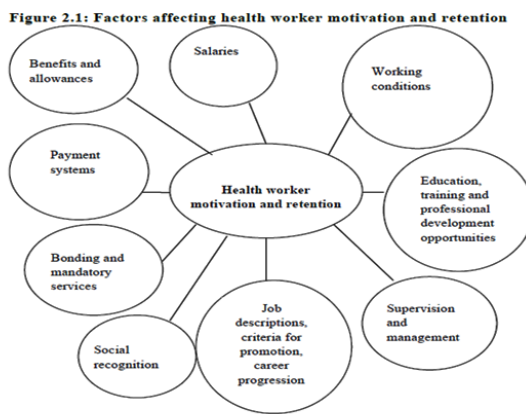 Figure 2.1: Factors affecting health worker motivation and retention
Benefits and
allowances
Salaries
Working
conditions
Payment
systems
Health worker
motivation and retention
Education,
training and
professional
development
opportunities
Bonding and
mandatory
services
Job
descriptions,
criteria for
promotion,
career
progression
Supervision
and
management
Social
recognition